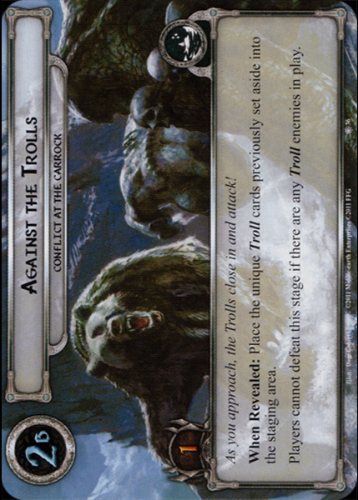 2B
AGAINST THE TROLLS
CONFLICT AT THE CARROCK
1
As you approach, the Trolls close in and attack!
When Revealed: Place the unique Troll cards previously set aside into
the staging area.
Players cannot defeat this stage if there are any Troll enemies in play.
Illus. ©2011 Middle-earth Enterprises ©2011 FFG 36